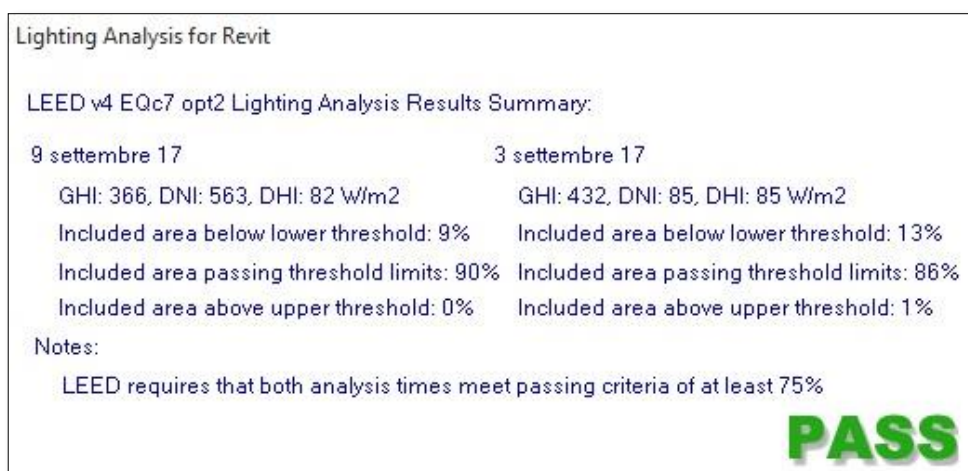 Lighting Analysis for Revit
LEED v4 EQc7 opt2 Lighting Analysis Results Summary:
9 settembre 17
GHI: 366, DNI: 563, DHI: 82 W/m2
Included area below lower threshold: 9%
Included area passing threshold limits: 90%
Included area above upper threshold: 0%
3 settembre 17
GHI: 432, DNI: 85, DHI: 85 W/m2
Included area below lower threshold: 13%
Included area passing threshold limits: 86%
Included area above upper threshold: 1%
Notes:
LEED requires that both analysis times meet passing criteria of at least 75%
PASS